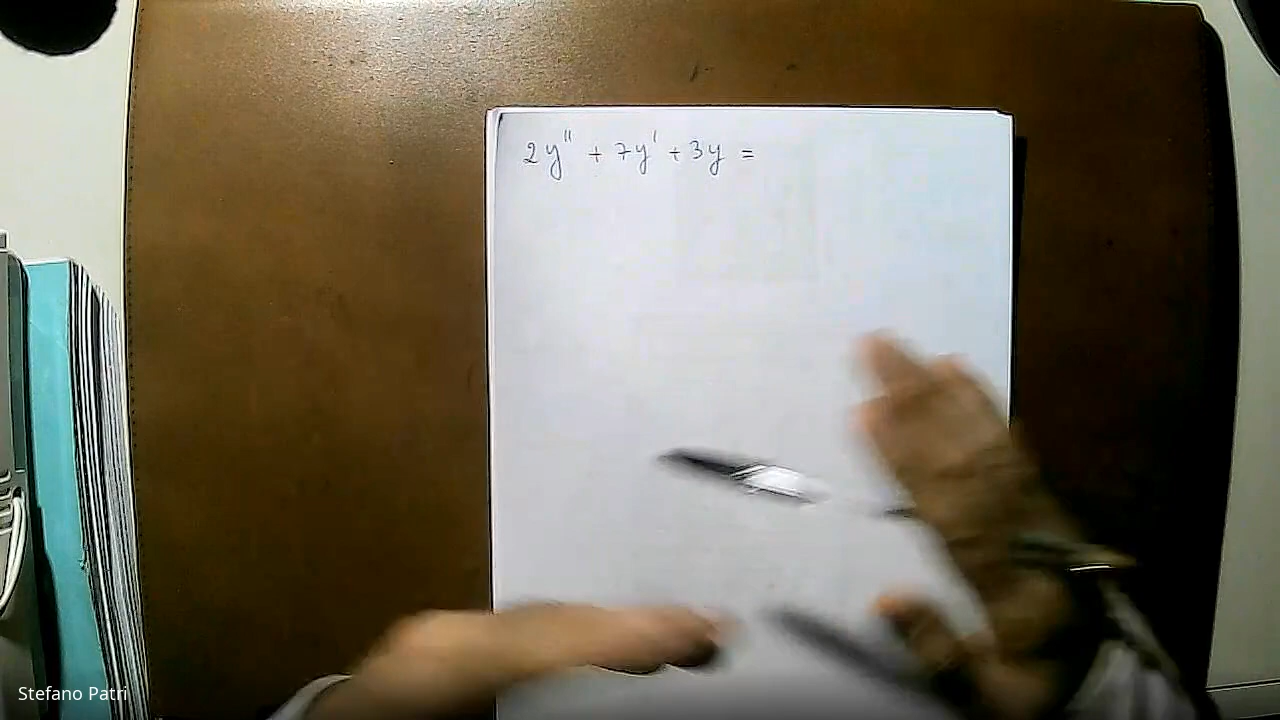 2y'' + 7y' + 3y =
Stefano Patri